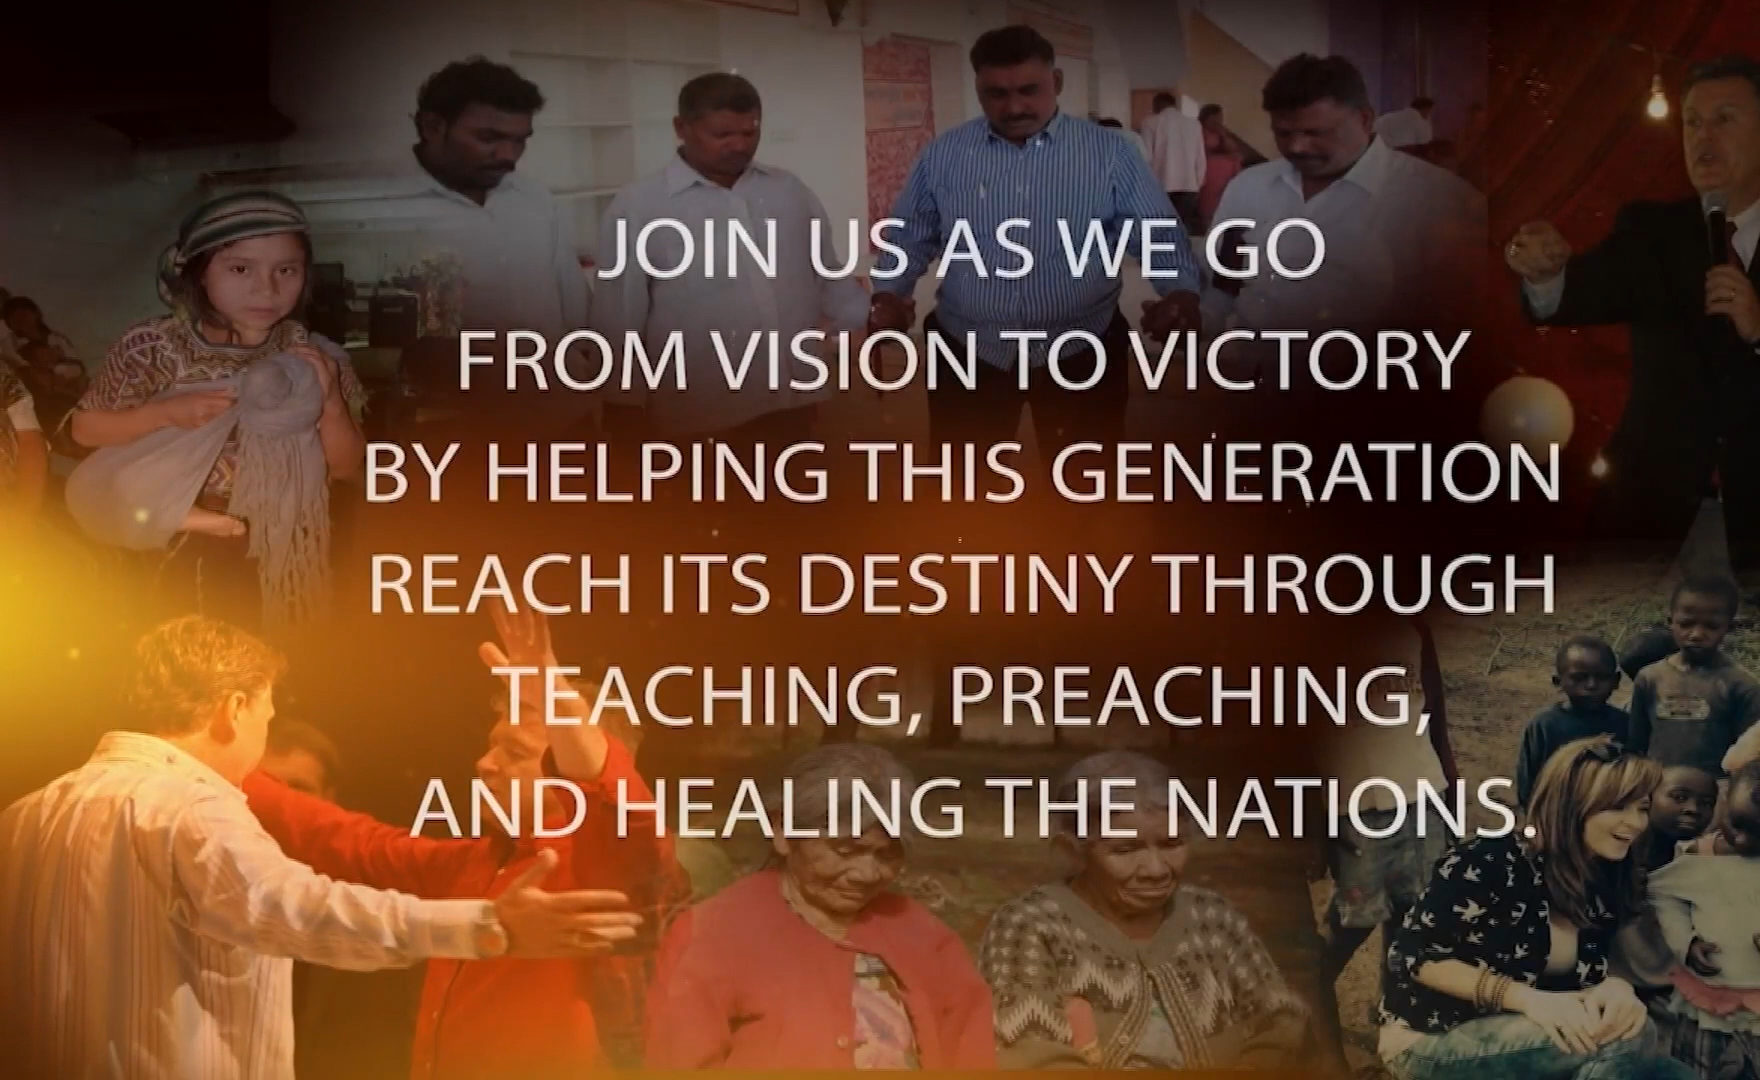 JOIN US AS WE GO
FROM VISION TO VICTORY
BY HELPING THIS GENERATION
REACH ITS DESTINY THROUGH
TEACHING, PREACHING,
AND HEALING THE NATIONS.